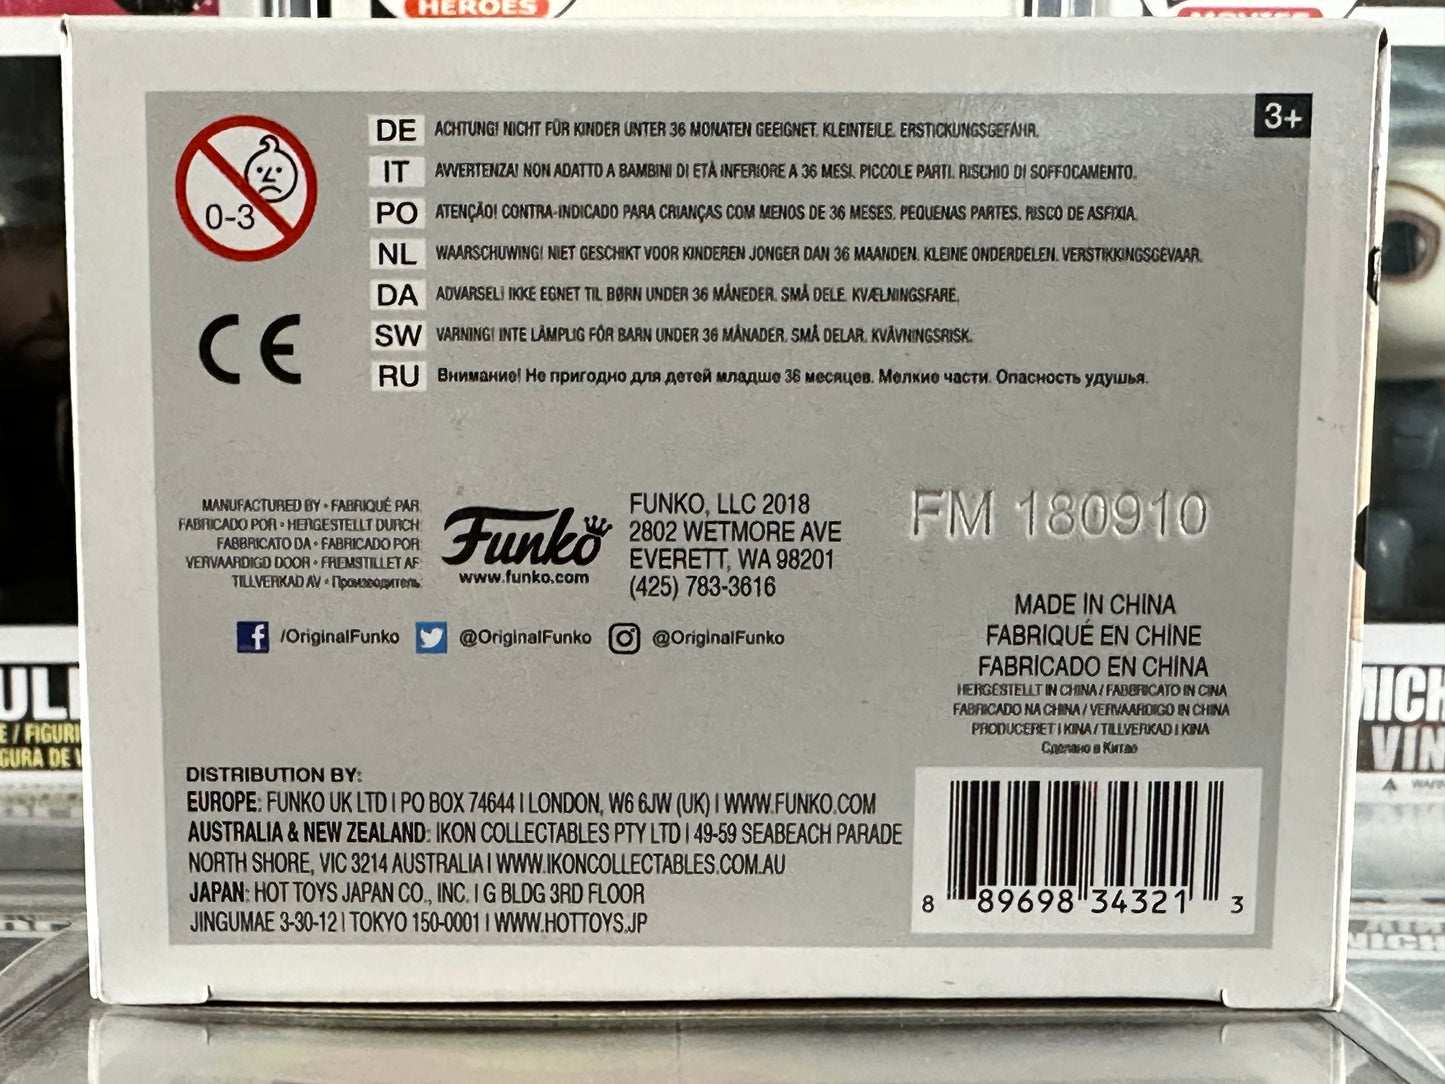 HEROES
3+
0-3
DE ACHTUNG! NICHT FÜR KINDER UNTER 36 MONATEN GEEIGNET. KLEINTEILE. ERSTICKUNGSGEFAHR.
IT AVVERTENZA! NON ADATTO A BAMBINI DI ETÀ INFERIORE A 36 MESI. PICCOLE PARTI. RISCHIO DI SOFFOCAMENTO.
PO ATENÇÃO! CONTRA-INDICADO PARA CRIANÇAS COM MENOS DE 36 MESES. PEQUENAS PARTES. RISCO DE ASFIXIA.
NL WAARSCHUWING! NIET GESCHIKT VOOR KINDEREN JONGER DAN 36 MAANDEN. KLEINE ONDERDELEN. VERSTIKKINGSGEVAAR.
DA ADVARSEL! IKKE EGNET TIL BØRN UNDER 36 MÅNEDER. SMÅ DELE. KVÆLNINGSFARE.
CE
SW VARNING! INTE LÄMPLIG FÖR BARN UNDER 36 MÅNADER. SMÅ DELAR. KVÄVNINGSRISK.
RU Внимание! Не пригодно для детей младше 36 месяцев. Мелкие части. Опасность удушья.
MANUFACTURED BY • FABRIQUÉ PAR
FABRICADO POR • HERGESTELLT DURCH
FABBRICATO DA • FABRICADO POR
VERVAARDIGD DOOR • FREMSTILLET AF
TILLVERKAD AV • Производитель
Funko
www.funko.com
FUNKO, LLC 2018
2802 WETMORE AVE
EVERETT, WA 98201
(425) 783-3616
FM 180910
f /OriginalFunko @OriginalFunko @OriginalFunko
MADE IN CHINA
FABRIQUÉ EN CHINE
FABRICADO EN CHINA
HERGESTELLT IN CHINA / FABBRICATO IN CINA
FABRICADO NA CHINA / VERVAARDIGD IN CHINA
PRODUCERET I KINA / TILLVERKAD I KINA
Сделано в Китае
DISTRIBUTION BY:
EUROPE: FUNKO UK LTD | PO BOX 74644 | LONDON, W6 6JW (UK) | WWW.FUNKO.COM
AUSTRALIA & NEW ZEALAND: IKON COLLECTABLES PTY LTD | 49-59 SEABEACH PARADE
NORTH SHORE, VIC 3214 AUSTRALIA | WWW.IKONCOLLECTABLES.COM.AU
JAPAN: HOT TOYS JAPAN CO., INC. | G BLDG 3RD FLOOR
JINGUMAE 3-30-12 | TOKYO 150-0001 | WWW.HOTTOYS.JP
8 89698 34321 3